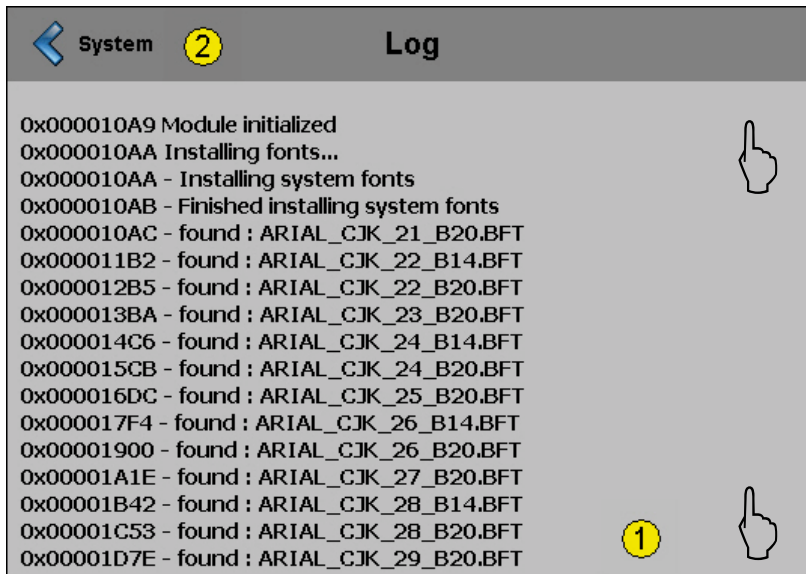 System 2 Log
0x000010A9 Module initialized
0x000010AA Installing fonts...
0x000010AA - Installing system fonts
0x000010AB - Finished installing system fonts
0x000010AC - found : ARIAL_CJK_21_B20.BFT
0x000011B2 - found : ARIAL_CJK_22_B14.BFT
0x000012B5 - found : ARIAL_CJK_22_B20.BFT
0x000013BA - found : ARIAL_CJK_23_B20.BFT
0x000014C6 - found : ARIAL_CJK_24_B14.BFT
0x000015CB - found : ARIAL_CJK_24_B20.BFT
0x000016DC - found : ARIAL_CJK_25_B20.BFT
0x000017F4 - found : ARIAL_CJK_26_B14.BFT
0x00001900 - found : ARIAL_CJK_26_B20.BFT
0x00001A1E - found : ARIAL_CJK_27_B20.BFT
0x00001B42 - found : ARIAL_CJK_28_B14.BFT
0x00001C53 - found : ARIAL_CJK_28_B20.BFT 1
0x00001D7E - found : ARIAL_CJK_29_B20.BFT